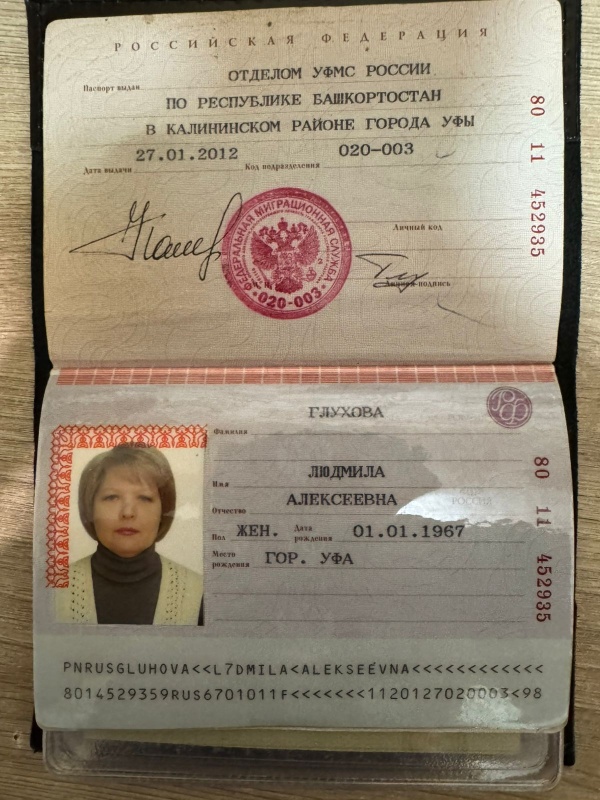 РОССИЙСКАЯ ФЕДЕРАЦИЯ
Паспорт выдан ОТДЕЛОМ УФМС РОССИИ
ПО РЕСПУБЛИКЕ БАШКОРТОСТАН
В КАЛИНИНСКОМ РАЙОНЕ ГОРОДА УФЫ
27.01.2012 020-003
Дата выдачи Код подразделения
Личный код
Личная подпись
ФЕДЕРАЛЬНАЯ МИГРАЦИОННАЯ СЛУЖБА
020-003
80 11 452935
ГЛУХОВА
Фамилия
ЛЮДМИЛА
Имя
АЛЕКСЕЕВНА
Отчество
Пол ЖЕН. Дата рождения 01.01.1967
Место рождения ГОР. УФА
РФ
РОССИЯ
80 11 452935
PNRUSGLUHOVA<<L7DMILA<ALEKSEEVNA<<<<<<<<<<<<
8014529359RUS6701011F<<<<<<<1120127020003<98